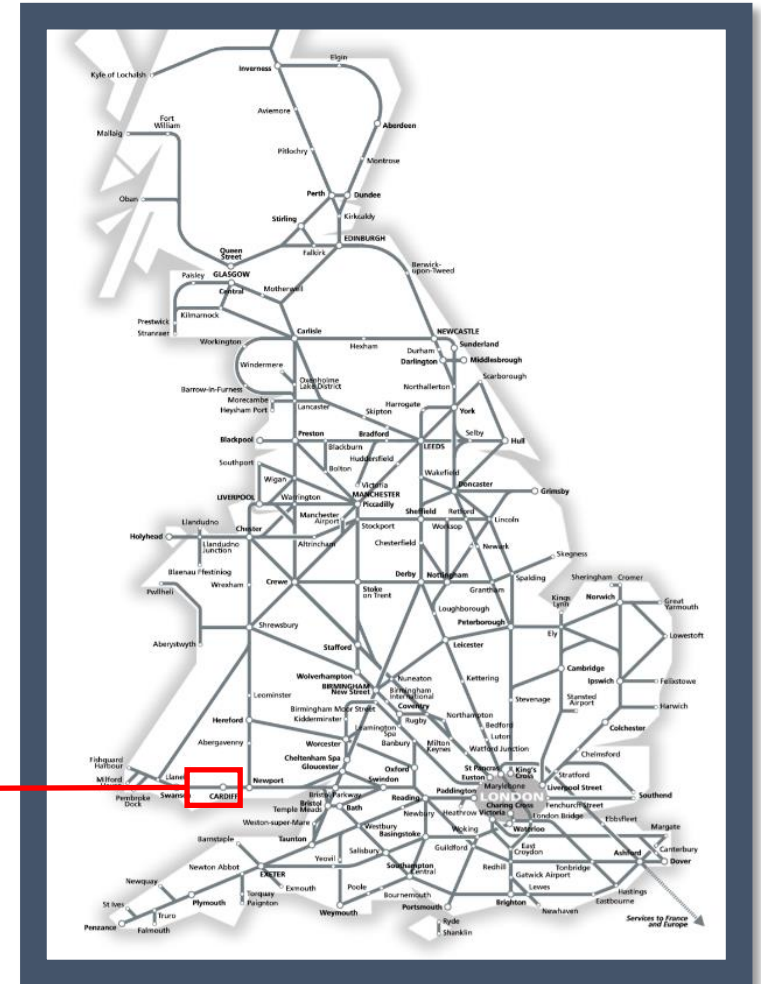 Elgin
Inverness
Kyle of Lochalsh
Aviemore
Fort
William
Mallaig
Aberdeen
Pitlochry
Montrose
Perth
Dundee
Oban
Stirling
Kirkcaldy
EDINBURGH
Queen
Street
Falkirk
Berwick-
upon-Tweed
Paisley
GLASGOW
Central
Motherwell
Prestwick
Kilmarnock
Stranraer
Carlisle
NEWCASTLE
Workington
Hexham
Sunderland
Durham
Darlington
Middlesbrough
Windermere
Scarborough
Oxenholme
Lake District
Barrow-in-Furness
Northallerton
Morecambe
Heysham Port
Lancaster
Harrogate
York
Skipton
Blackpool
Preston
Bradford
Selby
Hull
Blackburn
LEEDS
Huddersfield
Southport
Bolton
Wakefield
Wigan
Victoria
Doncaster
MANCHESTER
Grimsby
LIVERPOOL
Warrington
Piccadilly
Manchester
Airport
Sheffield
Retford
Lincoln
Llandudno
Stockport
Worksop
Holyhead
Chester
Llandudno
Junction
Altrincham
Chesterfield
Newark
Skegness
Blaenau Ffestiniog
Crewe
Derby
Nottingham
Spalding
Sheringham
Cromer
Pwllheli
Wrexham
Stoke
on Trent
Grantham
Kings
Lynn
Norwich
Great
Yarmouth
Loughborough
Shrewsbury
Peterborough
Ely
Lowestoft
Aberystwyth
Stafford
Leicester
Wolverhampton
Cambridge
BIRMINGHAM
New Street
Nuneaton
Kettering
Ipswich
Felixstowe
Birmingham
International
Leominster
Stevenage
Stansted
Airport
Harwich
Birmingham Moor Street
Coventry
Kidderminster
Rugby
Northampton
Hereford
Leamington
Spa
Bedford
Colchester
Worcester
Banbury
Milton
Keynes
Luton
Abergavenny
Watford Junction
Chelmsford
Cheltenham Spa
Fishguard
Harbour
Gloucester
Oxford
St Pancras
King's
Cross
Euston
Stratford
Milford
Newport
Swindon
Marylebone
Liverpool Street
Pembroke
Dock
CARDIFF
Bristol Parkway
Paddington
LONDON
Southend
Bristol
Temple Meads
Bath
Reading
Charing Cross
Fenchurch Street
Newbury
Heathrow
Victoria
London Bridge
Ebbsfleet
Weston-super-Mare
Westbury
Basingstoke
Woking
Waterloo
Margate
Barnstaple
Taunton
Salisbury
Guildford
East
Croydon
Canterbury
Ashford
Dover
Newton Abbot
Yeovil
Southampton
Central
Redhill
Tonbridge
Gatwick Airport
EXETER
Newquay
Exmouth
Poole
Lewes
Hastings
Torquay
Paignton
Bournemouth
Eastbourne
St Ives
Plymouth
Weymouth
Portsmouth
Brighton
Newhaven
Truro
Penzance
Falmouth
Ryde
Shanklin
Services to France
and Europe